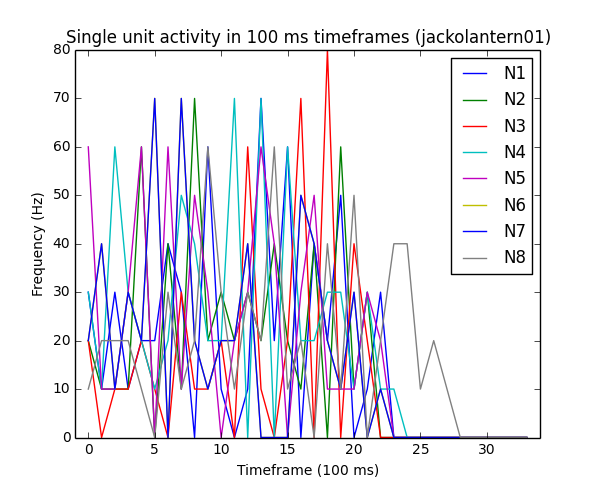 Single unit activity in 100 ms timeframes (jackolantern01)
80
70
60
50
40
30
20
10
0
Frequency (Hz)
N1
N2
N3
N4
N5
N6
N7
N8
0 5 10 15 20 25 30
Timeframe (100 ms)